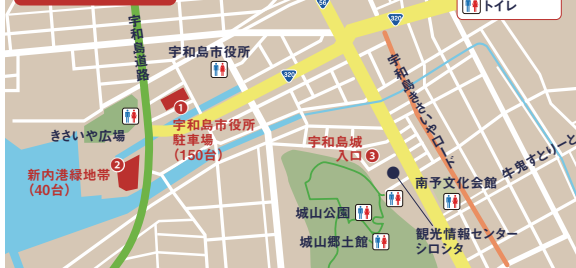 56
320
トイレ
宇和島道路
宇和島市役所
320
宇和島きさいやロード
1
きさいや広場
宇和島市役所
駐車場
(150台)
宇和島城
入口 3
牛鬼すとりーと
2
新内港緑地帯
(40台)
南予文化会館
城山公園
城山郷土館
観光情報センター
シロシタ